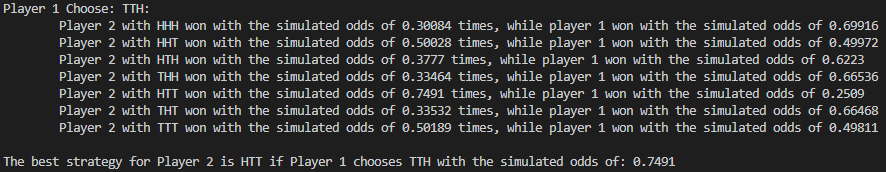 Player 1 Choose: TTH:
Player 2 with HHH won with the simulated odds of 0.30084 times, while player 1 won with the simulated odds of 0.69916
Player 2 with HHT won with the simulated odds of 0.50028 times, while player 1 won with the simulated odds of 0.49972
Player 2 with HTH won with the simulated odds of 0.3777 times, while player 1 won with the simulated odds of 0.6223
Player 2 with THH won with the simulated odds of 0.33464 times, while player 1 won with the simulated odds of 0.66536
Player 2 with HTT won with the simulated odds of 0.7491 times, while player 1 won with the simulated odds of 0.2509
Player 2 with THT won with the simulated odds of 0.33532 times, while player 1 won with the simulated odds of 0.66468
Player 2 with TTT won with the simulated odds of 0.50189 times, while player 1 won with the simulated odds of 0.49811
The best strategy for Player 2 is HTT if Player 1 chooses TTH with the simulated odds of: 0.7491